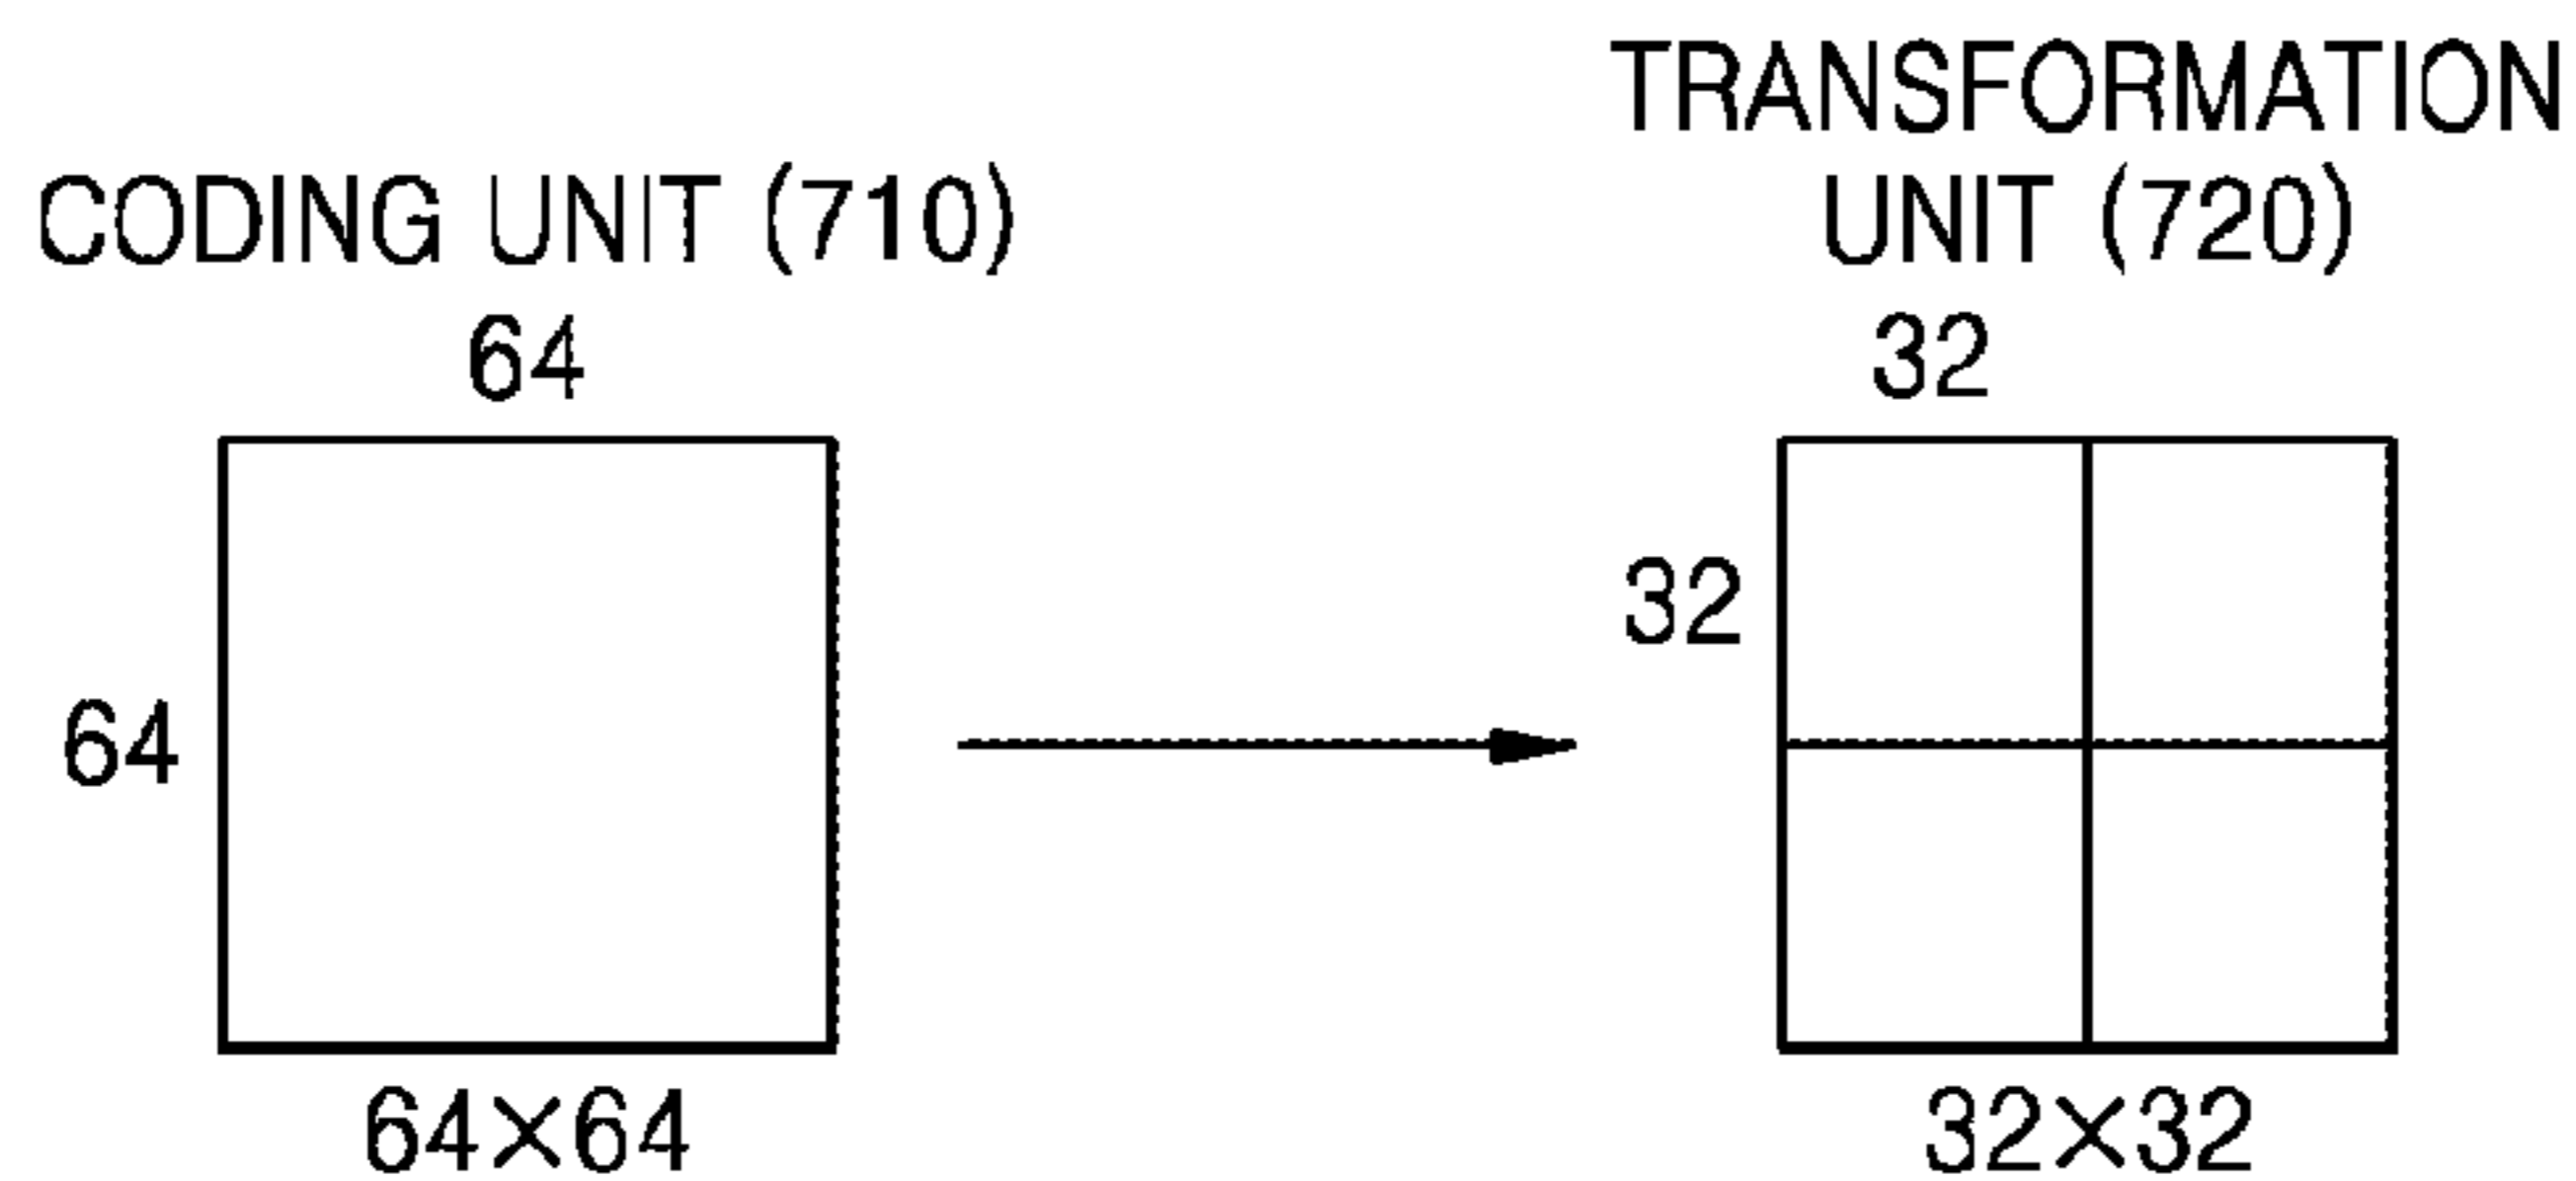 CODING UNIT (710)
64
64
64×64
TRANSFORMATION
UNIT (720)
32
32
32×32